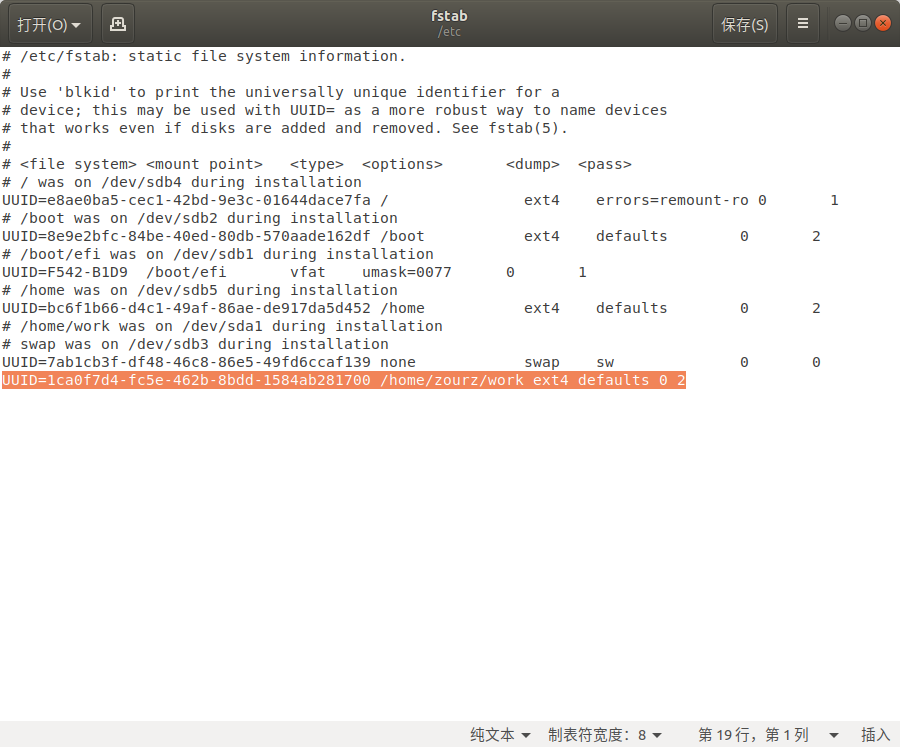 打开(O)
fstab
/etc
保存(S)
# /etc/fstab: static file system information.
#
# Use 'blkid' to print the universally unique identifier for a
# device; this may be used with UUID= as a more robust way to name devices
# that works even if disks are added and removed. See fstab(5).
#
# <file system> <mount point>   <type>  <options>       <dump>  <pass>
# / was on /dev/sdb4 during installation
UUID=e8ae0ba5-cec1-42bd-9e3c-01644dace7fa /               ext4    errors=remount-ro 0       1
# /boot was on /dev/sdb2 during installation
UUID=8e9e2bfc-84be-40ed-80db-570aade162df /boot           ext4    defaults        0       2
# /boot/efi was on /dev/sdb1 during installation
UUID=F542-B1D9  /boot/efi       vfat    umask=0077      0       1
# /home was on /dev/sdb5 during installation
UUID=bc6f1b66-d4c1-49af-86ae-de917da5d452 /home           ext4    defaults        0       2
# /home/work was on /dev/sda1 during installation
# swap was on /dev/sdb3 during installation
UUID=7ab1cb3f-df48-46c8-86e5-49fd6ccaf139 none            swap    sw              0       0
UUID=1ca0f7d4-fc5e-462b-8bdd-1584ab281700 /home/zourz/work ext4 defaults 0 2
纯文本 制表符宽度：8 第 19 行，第 1 列 插入